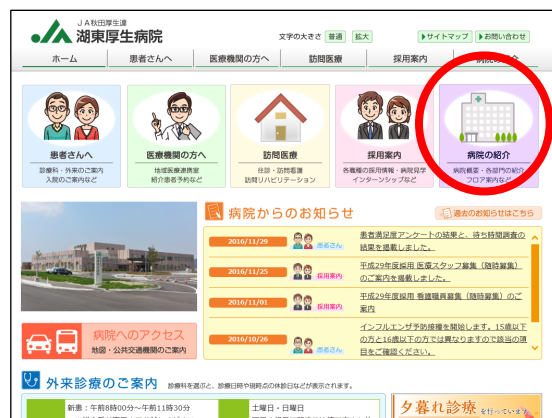 JA秋田厚生連
湖東厚生病院
文字の大きさ 普通 拡大
サイトマップ お問い合わせ
ホーム 患者さんへ 医療機関の方へ 訪問医療 採用案内
患者さんへ
診療科・外来のご案内
入院のご案内など
医療機関の方へ
地域医療連携室
紹介患者予約など
訪問医療
往診・訪問看護
訪問リハビリテーション
採用案内
各職種の採用情報・病院見学
インターンシップなど
病院の紹介
病院概要・各部門の紹介
フロア案内など
病院からのお知らせ
過去のお知らせはこちら
2016/11/29 患者さん
患者満足度アンケートの結果と、待ち時間調査の
結果を掲載しました。
2016/11/25 採用案内
平成29年度採用 医療スタッフ募集（随時募集）
のご案内を掲載しました。
2016/11/01 採用案内
平成29年度採用 看護職員募集（随時募集）のご
案内
2016/10/26 患者さん
インフルエンザ予防接種を開始します。15歳以下
の方と16歳以下の方では異なりますので該当の項
目をご確認ください。
病院へのアクセス
地図・公共交通機関のご案内
外来診療のご案内 診療科を選ぶと、診療日時や現時点の休診日などが表示されます。
新患：午前8時00分～午前11時30分
土曜日・日曜日
夕暮れ診療 を行っています